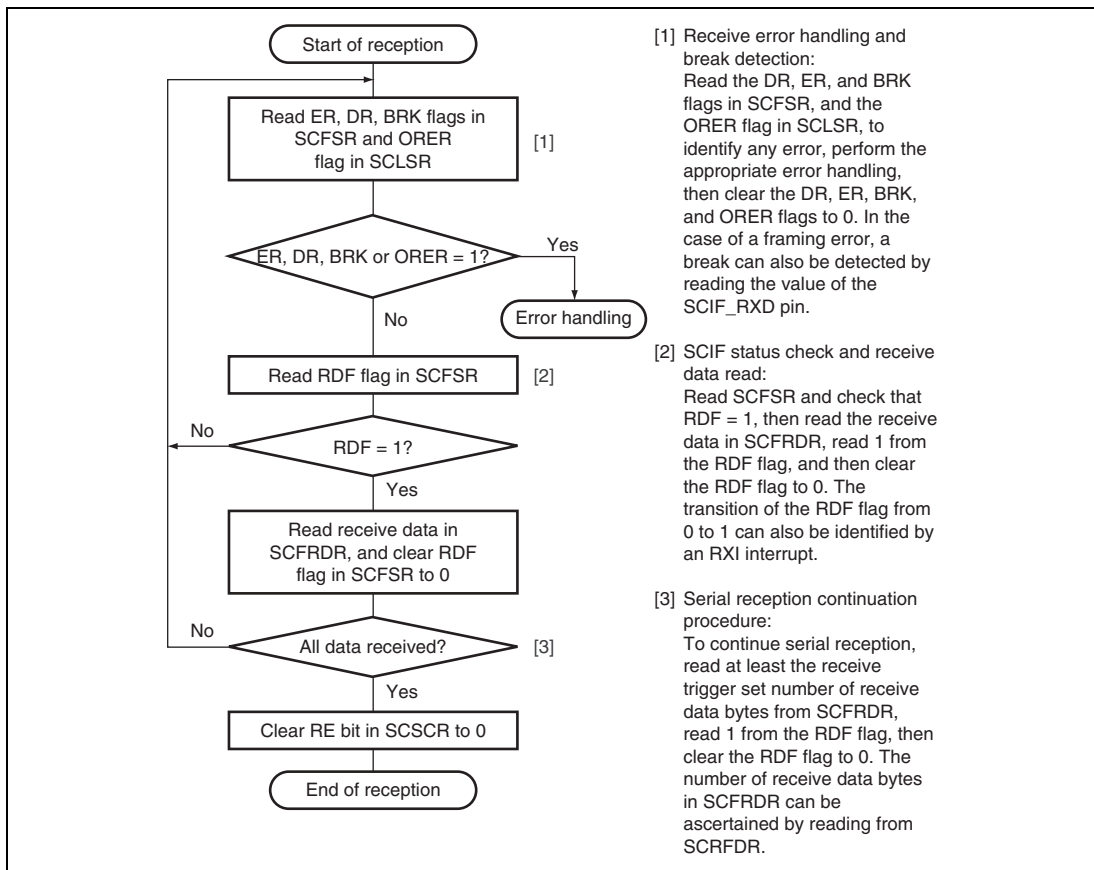 Start of reception
Read ER, DR, BRK flags in
SCFSR and ORER
flag in SCLSR
[1]
ER, DR, BRK or ORER = 1?
Yes
Error handling
No
Read RDF flag in SCFSR
[2]
No
RDF = 1?
Yes
Read receive data in
SCFRDR, and clear RDF
flag in SCFSR to 0
No
All data received?
[3]
Yes
Clear RE bit in SCSCR to 0
End of reception
[1] Receive error handling and
break detection:
Read the DR, ER, and BRK
flags in SCFSR, and the
ORER flag in SCLSR, to
identify any error, perform the
appropriate error handling,
then clear the DR, ER, BRK,
and ORER flags to 0. In the
case of a framing error, a
break can also be detected by
reading the value of the
SCIF_RXD pin.
[2] SCIF status check and receive
data read:
Read SCFSR and check that
RDF = 1, then read the receive
data in SCFRDR, read 1 from
the RDF flag, and then clear
the RDF flag to 0. The
transition of the RDF flag from
0 to 1 can also be identified by
an RXI interrupt.
[3] Serial reception continuation
procedure:
To continue serial reception,
read at least the receive
trigger set number of receive
data bytes from SCFRDR,
read 1 from the RDF flag, then
clear the RDF flag to 0. The
number of receive data bytes
in SCFRDR can be
ascertained by reading from
SCRFDR.